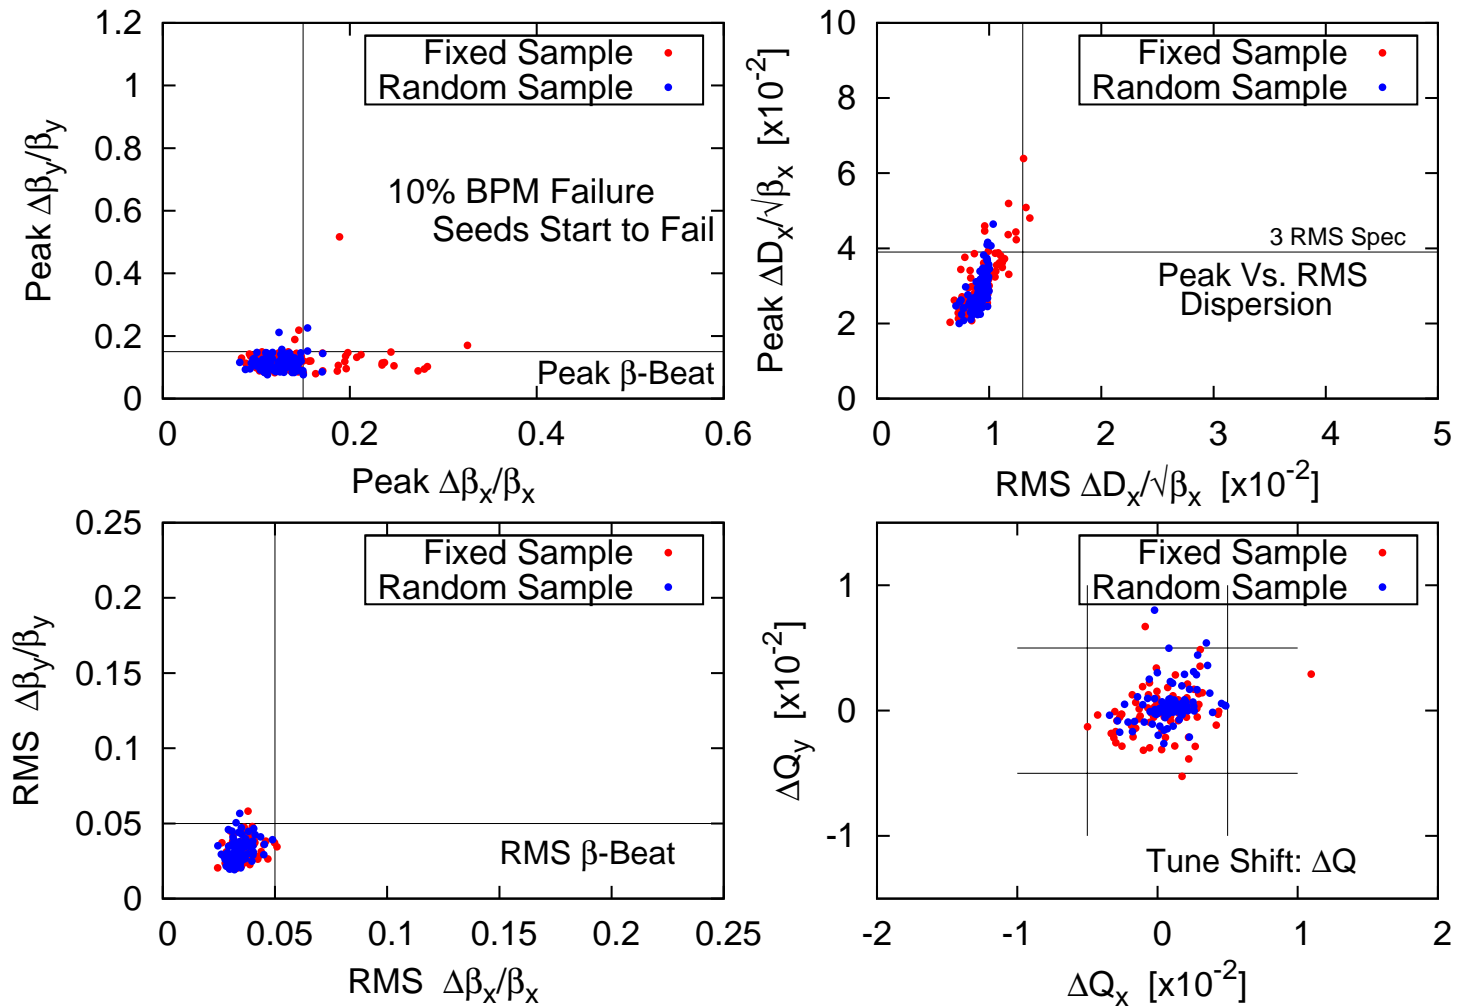 Peak Δβy/βy
1.2
1
0.8
0.6
0.4
0.2
0
Fixed Sample
Random Sample
10% BPM Failure
Seeds Start to Fail
Peak β-Beat
0 0.2 0.4 0.6
Peak Δβx/βx
Peak ΔDx/√βx [x10-2]
10
8
6
4
2
0
Fixed Sample
Random Sample
3 RMS Spec
Peak Vs. RMS
Dispersion
0 1 2 3 4 5
RMS ΔDx/√βx [x10-2]
RMS Δβy/βy
0.25
0.2
0.15
0.1
0.05
0
Fixed Sample
Random Sample
RMS β-Beat
0 0.05 0.1 0.15 0.2 0.25
RMS Δβx/βx
ΔQy [x10-2]
1
0
-1
Fixed Sample
Random Sample
Tune Shift: ΔQ
-2 -1 0 1 2
ΔQx [x10-2]